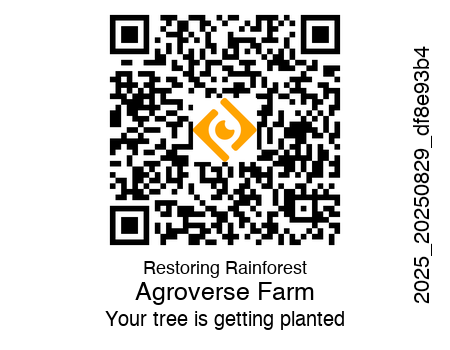 Restoring Rainforest
Agroverse Farm
Your tree is getting planted
2025_20250829_df8e93b4